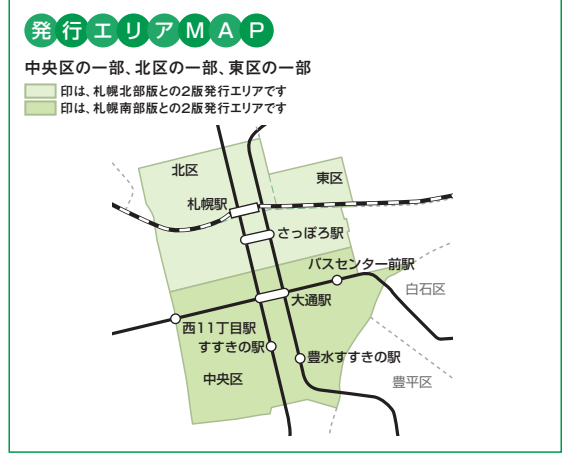 発行エリアMAP
中央区の一部、北区の一部、東区の一部
印は、札幌北部版との2版発行エリアです
印は、札幌南部版との2版発行エリアです
北区
東区
札幌駅
さっぽろ駅
バスセンター前駅
白石区
大通駅
西11丁目駅
すすきの駅
豊水すすきの駅
中央区
豊平区